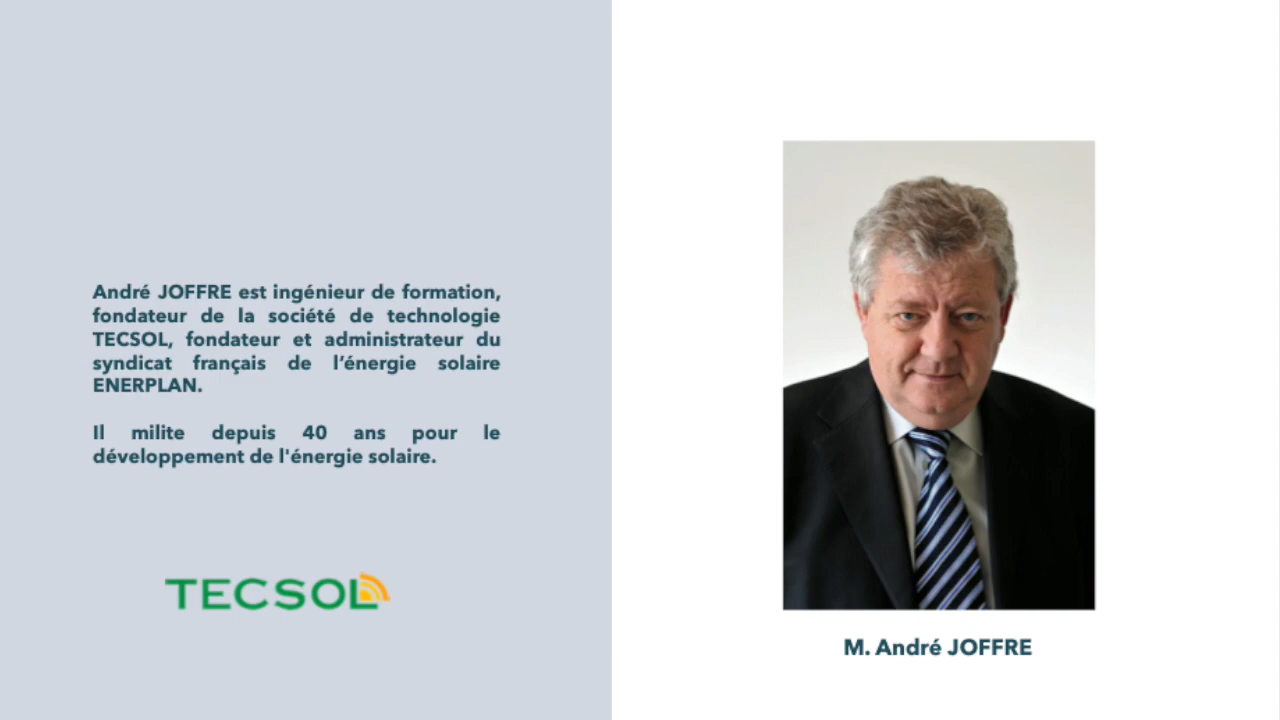 André JOFFRE est ingénieur de formation,
fondateur de la société de technologie
TECSOL, fondateur et administrateur du
syndicat français de l’énergie solaire
ENERPLAN.
Il milite depuis 40 ans pour le
développement de l'énergie solaire.
TECSOL
M. André JOFFRE